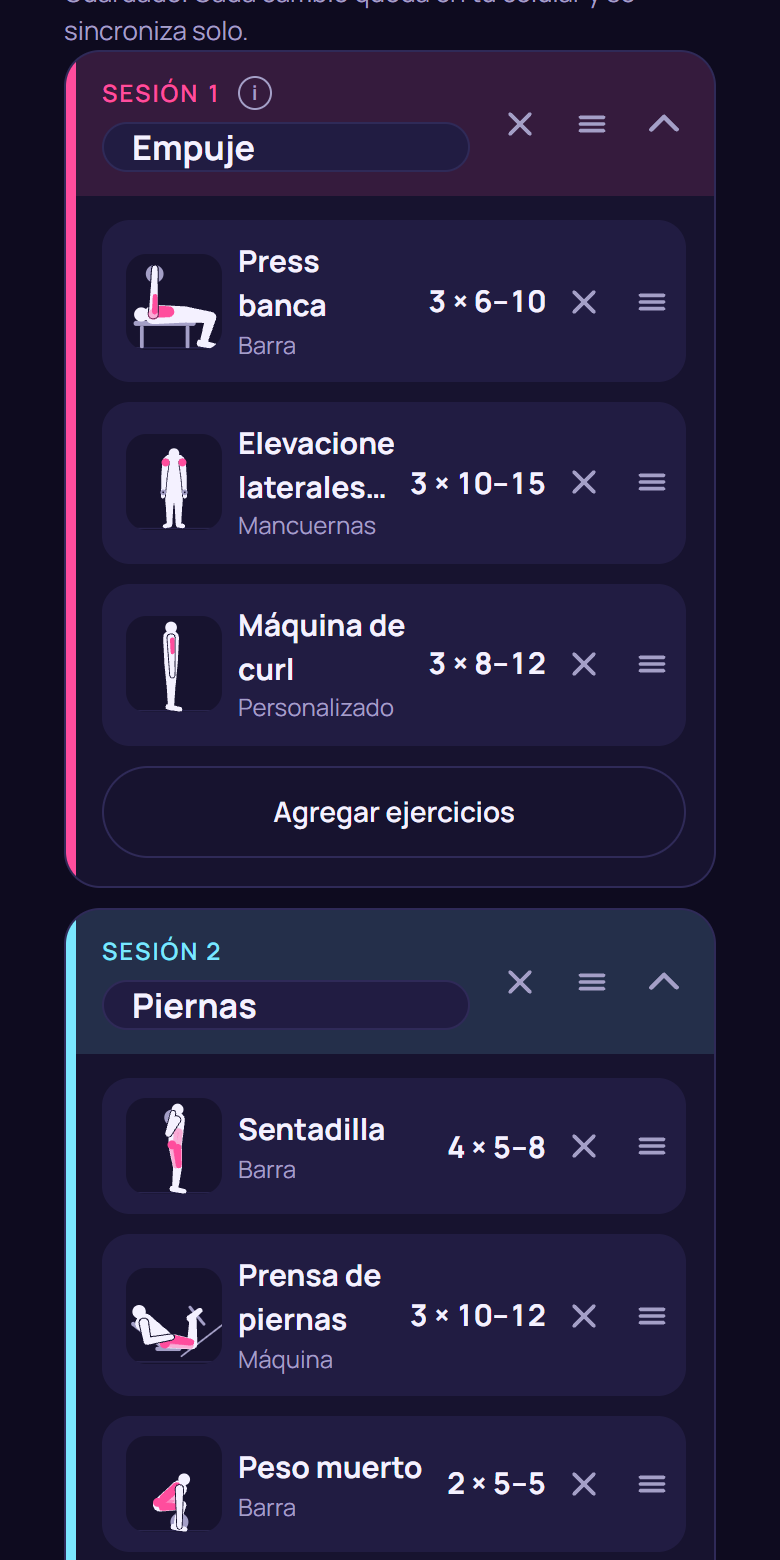 sincroniza solo.
SESIÓN 1 i
Empuje
Press
banca
Barra
3 × 6–10
Elevacione
laterales…
Mancuernas
3 × 10–15
Máquina de
curl
Personalizado
3 × 8–12
Agregar ejercicios
SESIÓN 2
Piernas
Sentadilla
Barra
4 × 5–8
Prensa de
piernas
Máquina
3 × 10–12
Peso muerto
Barra
2 × 5–5